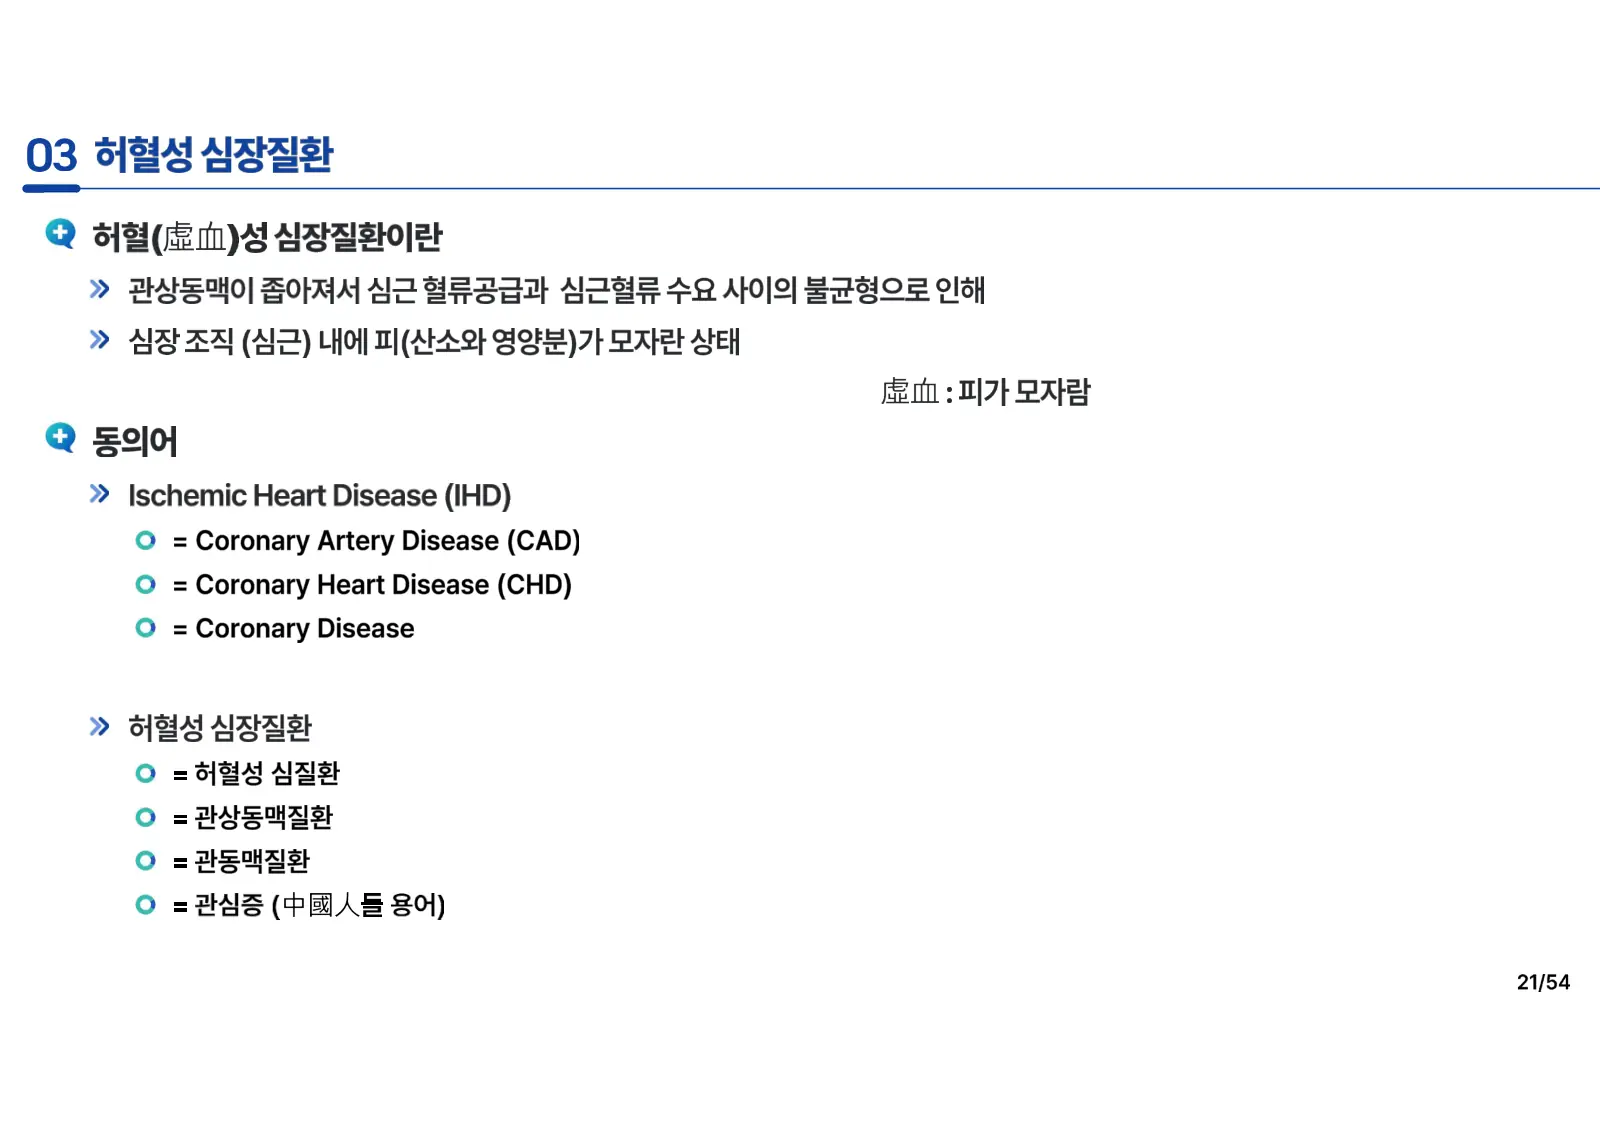 03 허혈성 심장질환
허혈(虛血)성 심장질환이란
관상동맥이 좁아져서 심근 혈류공급과 심근혈류 수요 사이의 불균형으로 인해
심장 조직 (심근) 내에 피(산소와 영양분)가 모자란 상태
虛血 : 피가 모자람
동의어
Ischemic Heart Disease (IHD)
= Coronary Artery Disease (CAD)
= Coronary Heart Disease (CHD)
= Coronary Disease
허혈성 심장질환
= 허혈성 심질환
= 관상동맥질환
= 관동맥질환
= 관심증 (中國人들 용어)
21/54